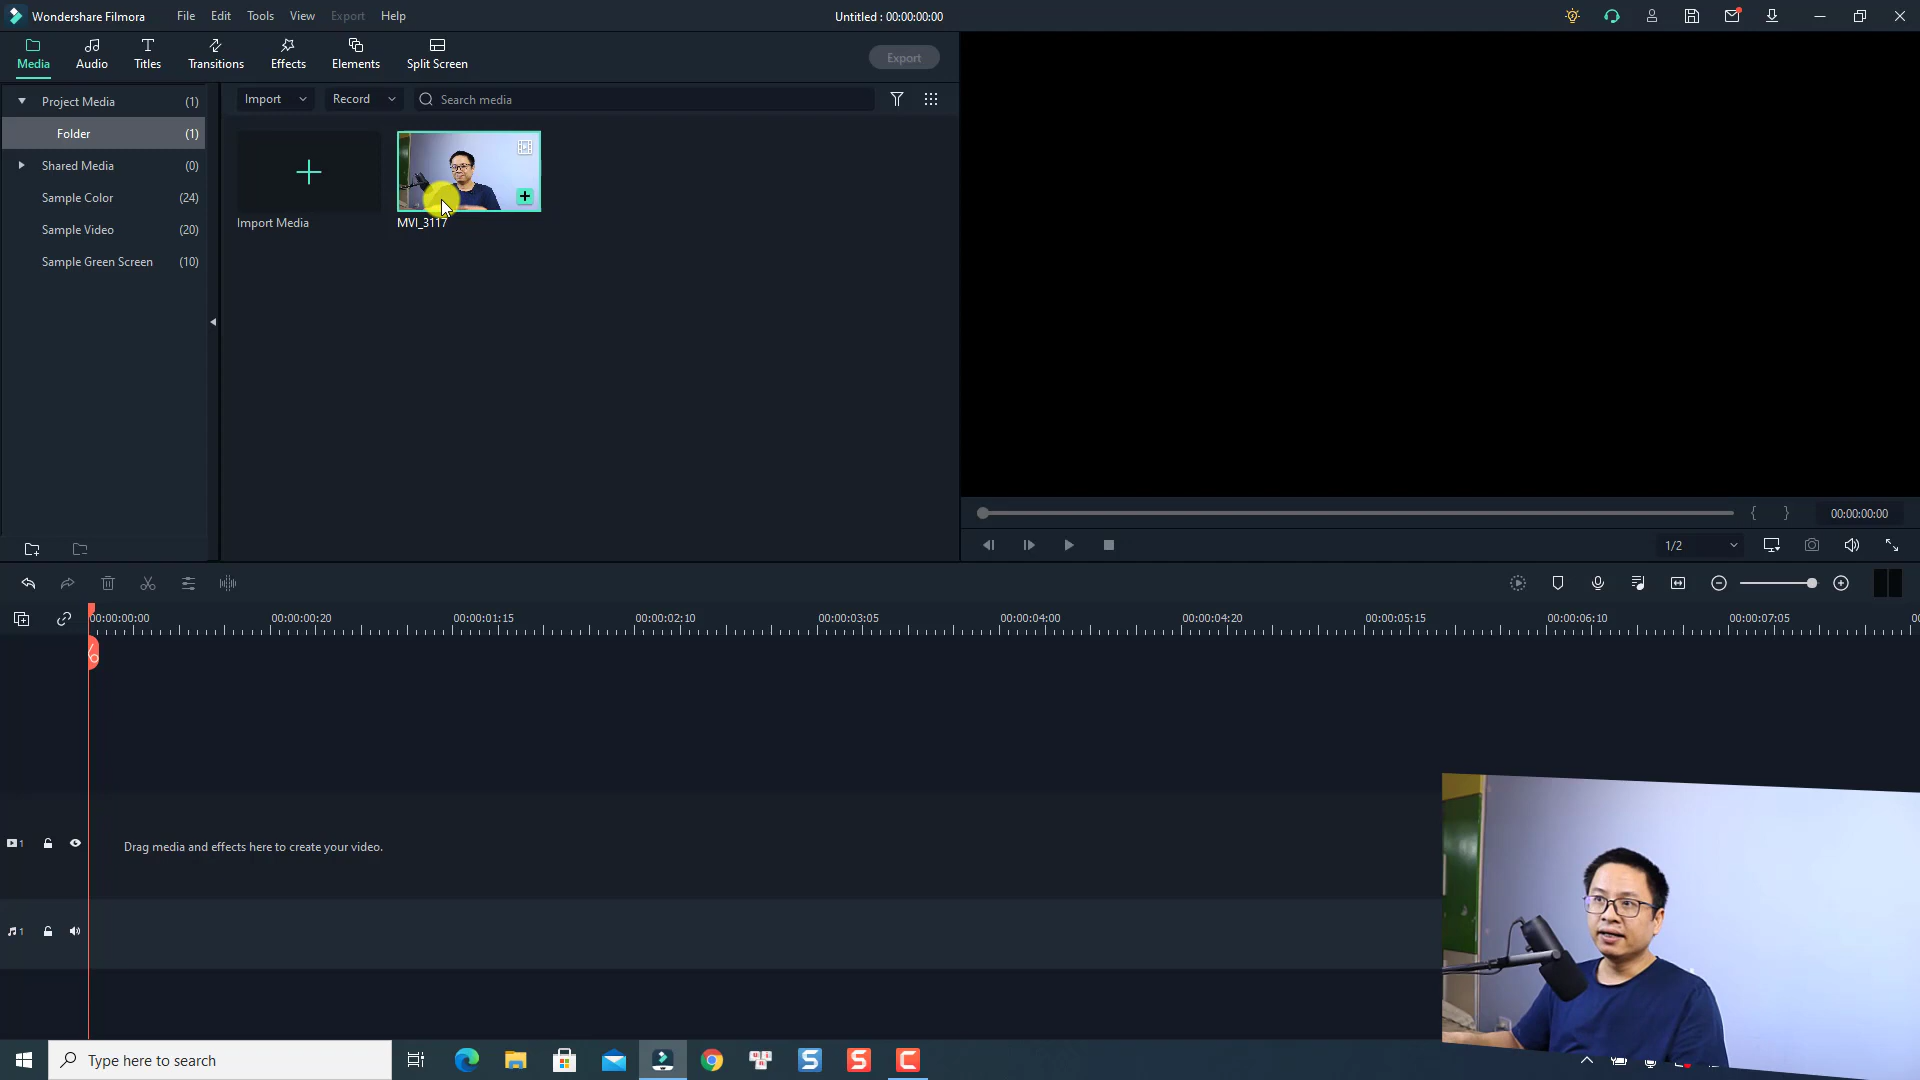 Wondershare Filmora
File Edit Tools View Export Help
Untitled : 00:00:00:00
Media Audio Titles Transitions Effects Elements Split Screen
Export
Project Media (1)
Folder (1)
Shared Media (0)
Sample Color (24)
Sample Video (20)
Sample Green Screen (10)
Import Record Search media
Import Media
MVI_3117
{ } 00:00:00:00
1/2
00:00:00:00 00:00:00:20 00:00:01:15 00:00:02:10 00:00:03:05 00:00:04:00 00:00:04:20 00:00:05:15 00:00:06:10 00:00:07:05 00
1
Drag media and effects here to create your video.
1
Type here to search